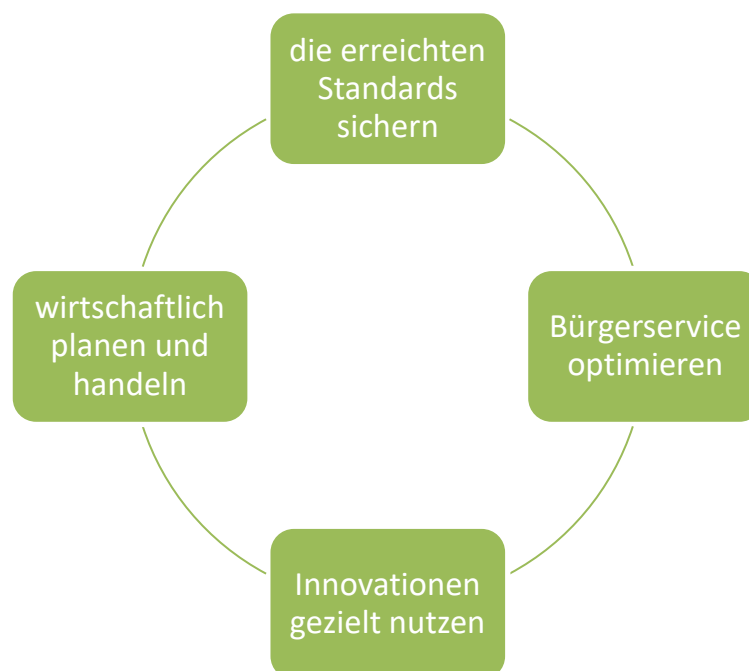 die erreichten
Standards
sichern
wirtschaftlich
planen und
handeln
Bürgerservice
optimieren
Innovationen
gezielt nutzen